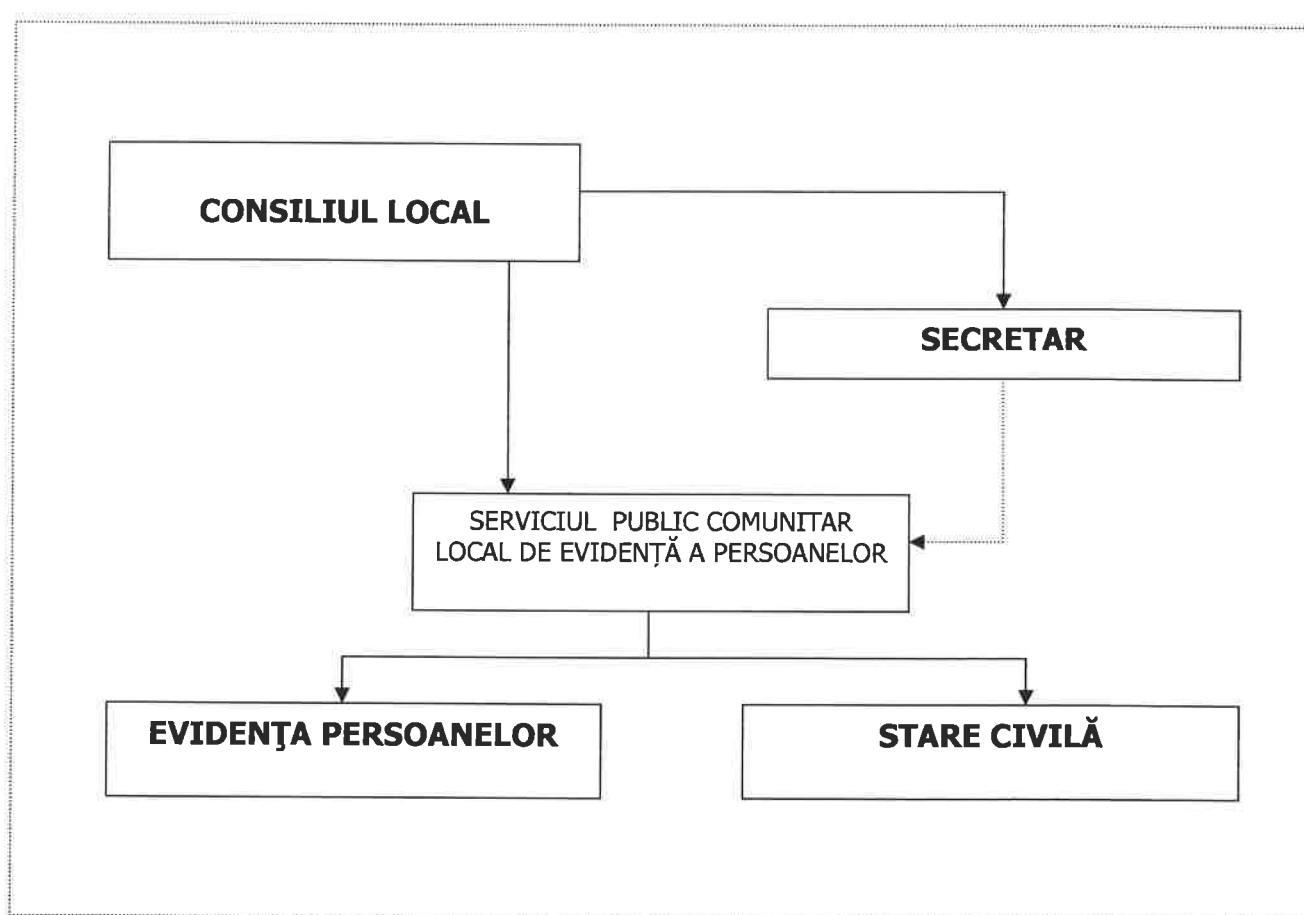 CONSILIUL LOCAL
SECRETAR
SERVICIUL PUBLIC COMUNITAR
LOCAL DE EVIDENȚĂ A PERSOANELOR
EVIDENŢA PERSOANELOR
STARE CIVILĂ